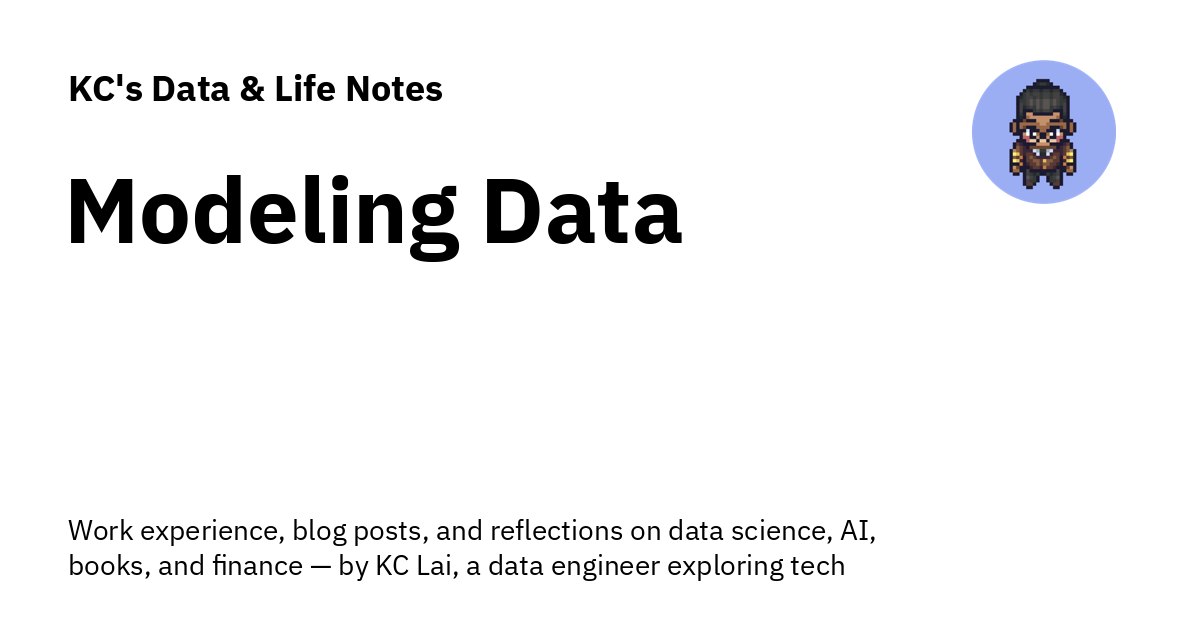 KC's Data & Life Notes
Modeling Data
Work experience, blog posts, and reflections on data science, AI,
books, and finance — by KC Lai, a data engineer exploring tech